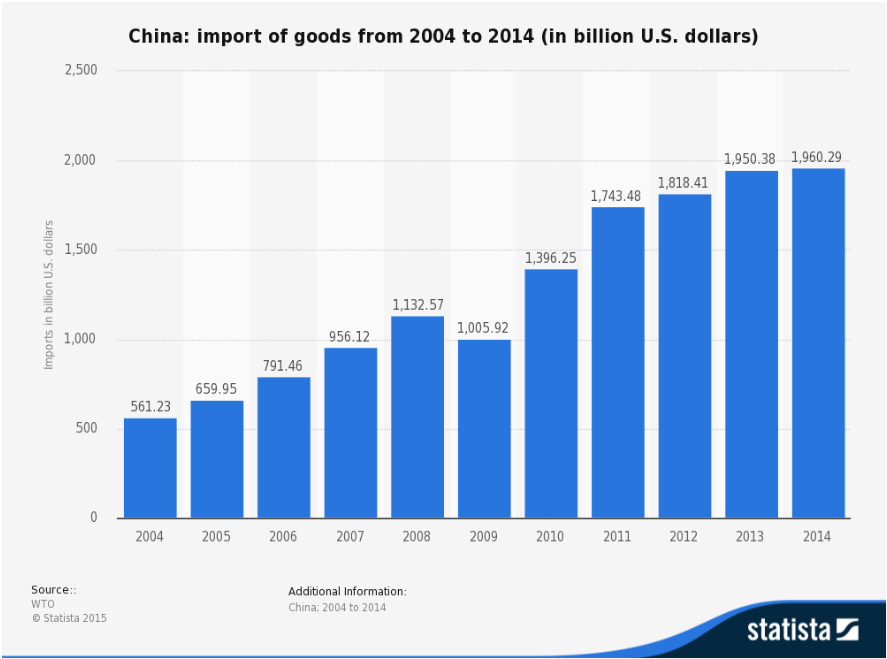 China: import of goods from 2004 to 2014 (in billion U.S. dollars)
Imports in billion U.S. dollars
2,500
2,000
1,500
1,000
500
0
561.23
659.95
791.46
956.12
1,132.57
1,005.92
1,396.25
1,743.48
1,818.41
1,950.38
1,960.29
2004 2005 2006 2007 2008 2009 2010 2011 2012 2013 2014
Source::
WTO
© Statista 2015
Additional Information:
China; 2004 to 2014
statista